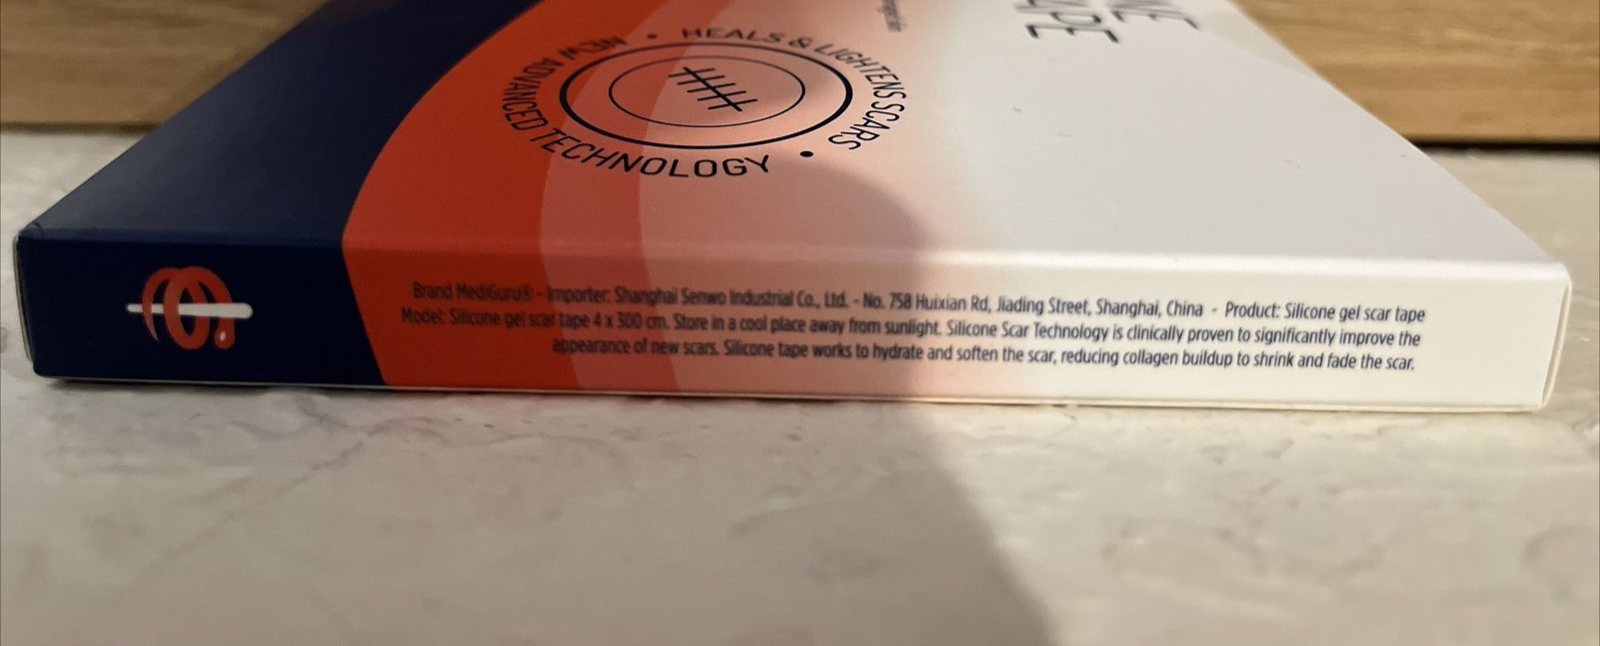 NE
APE
NEW ADVANCED TECHNOLOGY • HEALS & LIGHTENS SCARS •
Brand MediGuru® - Importer: Shanghai Senwo Industrial Co., Ltd. - No. 758 Huixian Rd, Jiading Street, Shanghai, China - Product: Silicone gel scar tape
Model: Silicone gel scar tape 4 x 300 cm. Store in a cool place away from sunlight. Silicone Scar Technology is clinically proven to significantly improve the
appearance of new scars. Silicone tape works to hydrate and soften the scar, reducing collagen buildup to shrink and fade the scar.